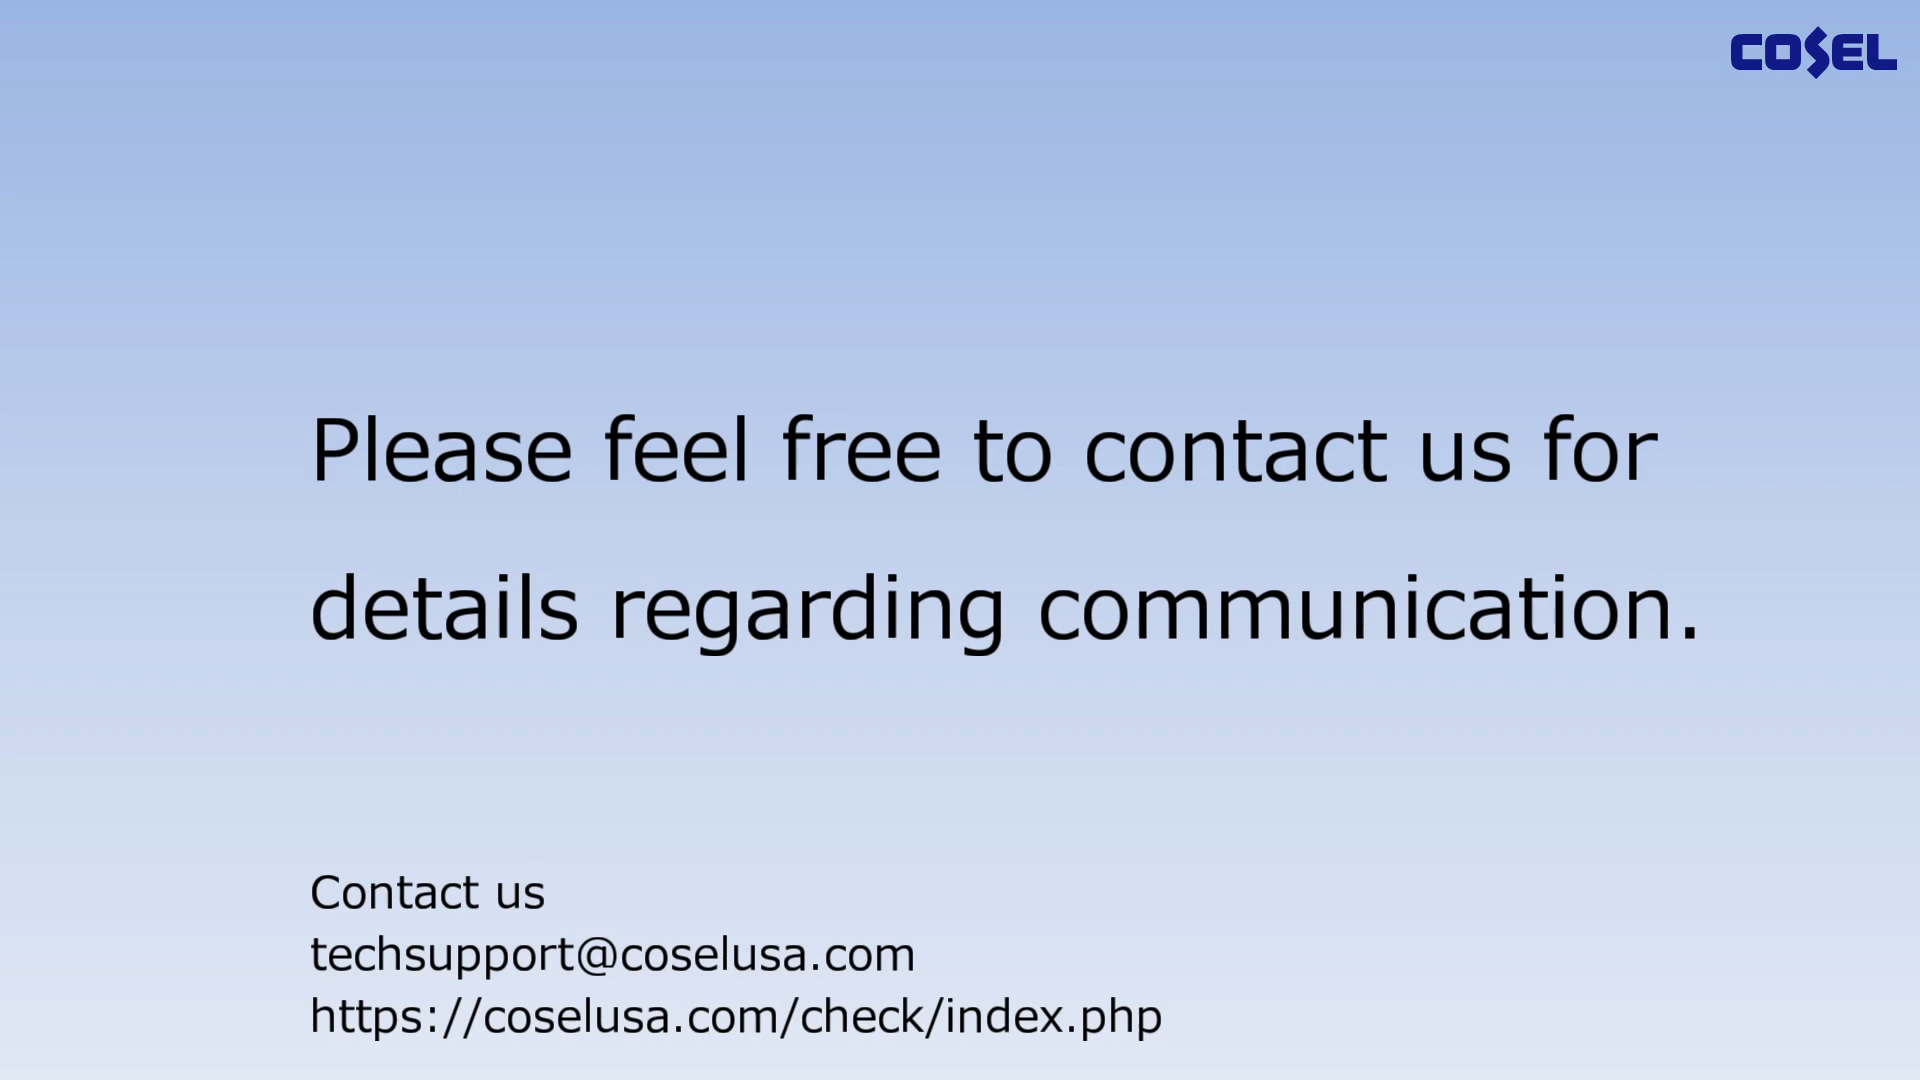 COSEL
Please feel free to contact us for
details regarding communication.
Contact us
techsupport@coselusa.com
https://coselusa.com/check/index.php